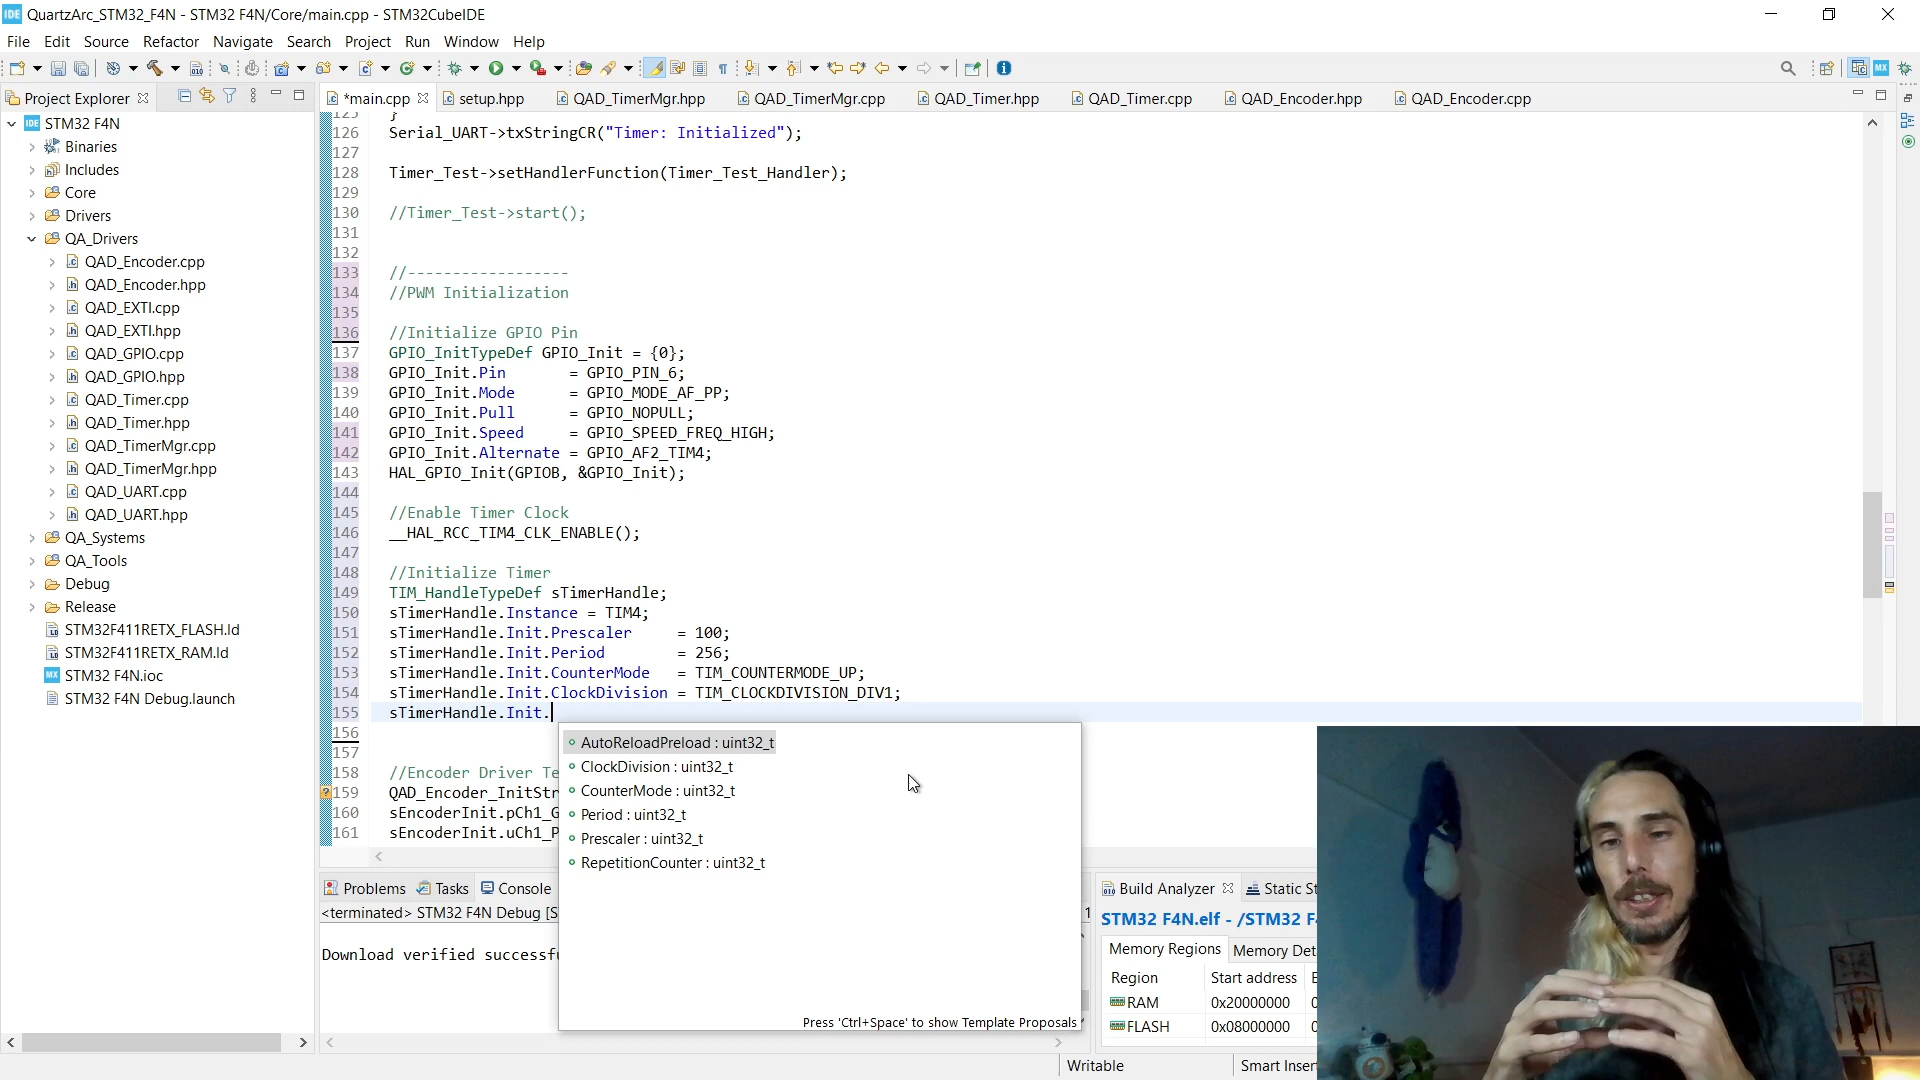 IDE QuartzArc_STM32_F4N - STM32 F4N/Core/main.cpp - STM32CubeIDE
File Edit Source Refactor Navigate Search Project Run Window Help
Project Explorer
*main.cpp setup.hpp QAD_TimerMgr.hpp QAD_TimerMgr.cpp QAD_Timer.hpp QAD_Timer.cpp QAD_Encoder.hpp QAD_Encoder.cpp
IDE STM32 F4N
Binaries
Includes
Core
Drivers
QA_Drivers
QAD_Encoder.cpp
QAD_Encoder.hpp
QAD_EXTI.cpp
QAD_EXTI.hpp
QAD_GPIO.cpp
QAD_GPIO.hpp
QAD_Timer.cpp
QAD_Timer.hpp
QAD_TimerMgr.cpp
QAD_TimerMgr.hpp
QAD_UART.cpp
QAD_UART.hpp
QA_Systems
QA_Tools
Debug
Release
STM32F411RETX_FLASH.ld
STM32F411RETX_RAM.ld
MX STM32 F4N.ioc
STM32 F4N Debug.launch
125 }
126 Serial_UART->txStringCR("Timer: Initialized");
127
128 Timer_Test->setHandlerFunction(Timer_Test_Handler);
129
130 //Timer_Test->start();
131
132
133 //------------------
134 //PWM Initialization
135
136 //Initialize GPIO Pin
137 GPIO_InitTypeDef GPIO_Init = {0};
138 GPIO_Init.Pin = GPIO_PIN_6;
139 GPIO_Init.Mode = GPIO_MODE_AF_PP;
140 GPIO_Init.Pull = GPIO_NOPULL;
141 GPIO_Init.Speed = GPIO_SPEED_FREQ_HIGH;
142 GPIO_Init.Alternate = GPIO_AF2_TIM4;
143 HAL_GPIO_Init(GPIOB, &GPIO_Init);
144
145 //Enable Timer Clock
146 __HAL_RCC_TIM4_CLK_ENABLE();
147
148 //Initialize Timer
149 TIM_HandleTypeDef sTimerHandle;
150 sTimerHandle.Instance = TIM4;
151 sTimerHandle.Init.Prescaler = 100;
152 sTimerHandle.Init.Period = 256;
153 sTimerHandle.Init.CounterMode = TIM_COUNTERMODE_UP;
154 sTimerHandle.Init.ClockDivision = TIM_CLOCKDIVISION_DIV1;
155 sTimerHandle.Init.
156
157
158 //Encoder Driver Te
159 QAD_Encoder_InitStr
160 sEncoderInit.pCh1_G
161 sEncoderInit.uCh1_P
AutoReloadPreload : uint32_t
ClockDivision : uint32_t
CounterMode : uint32_t
Period : uint32_t
Prescaler : uint32_t
RepetitionCounter : uint32_t
Press 'Ctrl+Space' to show Template Proposals
Problems Tasks Console
<terminated> STM32 F4N Debug [S
Download verified successfu
Build Analyzer Static St
STM32 F4N.elf - /STM32 F
Memory Regions Memory Det
Region Start address
RAM 0x20000000
FLASH 0x08000000
Writable Smart Inser